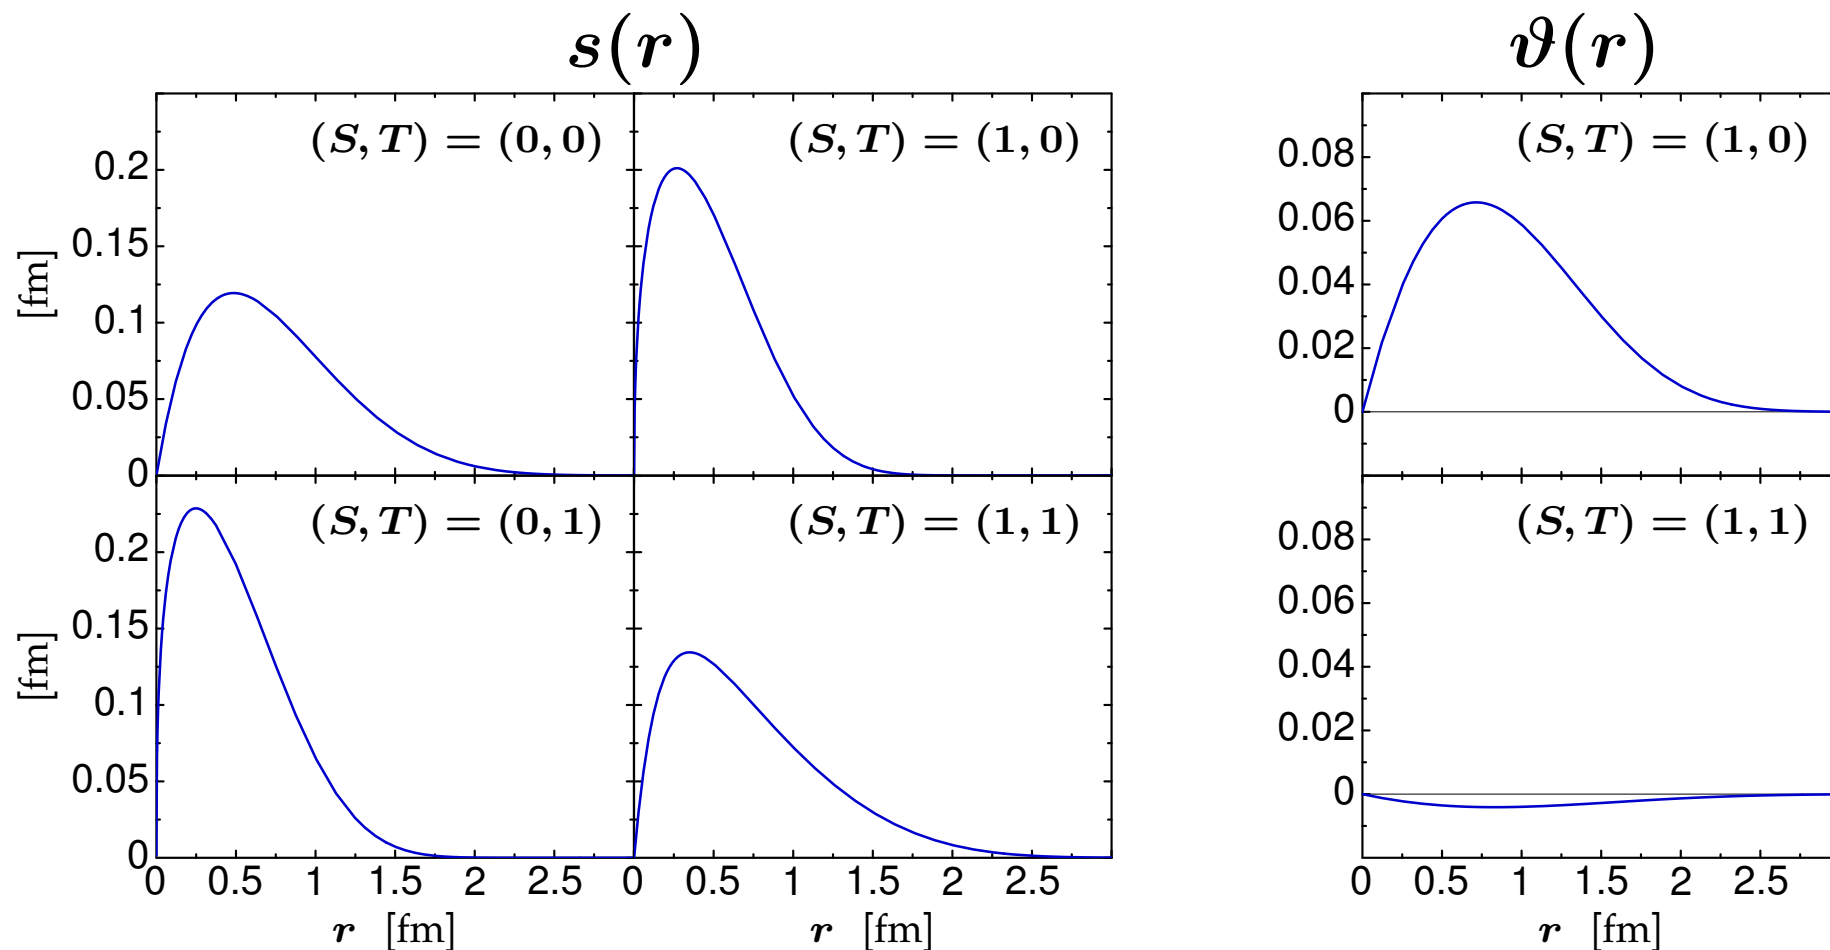 s(r) ϑ(r)
(S, T) = (0, 0) (S, T) = (1, 0) (S, T) = (1, 0)
0.2
0.15
0.1
0.05
0
[fm]
0.08
0.06
0.04
0.02
0
(S, T) = (0, 1) (S, T) = (1, 1) (S, T) = (1, 1)
0.2
0.15
0.1
0.05
0
[fm]
0.08
0.06
0.04
0.02
0
0 0.5 1 1.5 2 2.5 0 0.5 1 1.5 2 2.5 0 0.5 1 1.5 2 2.5
r [fm] r [fm] r [fm]